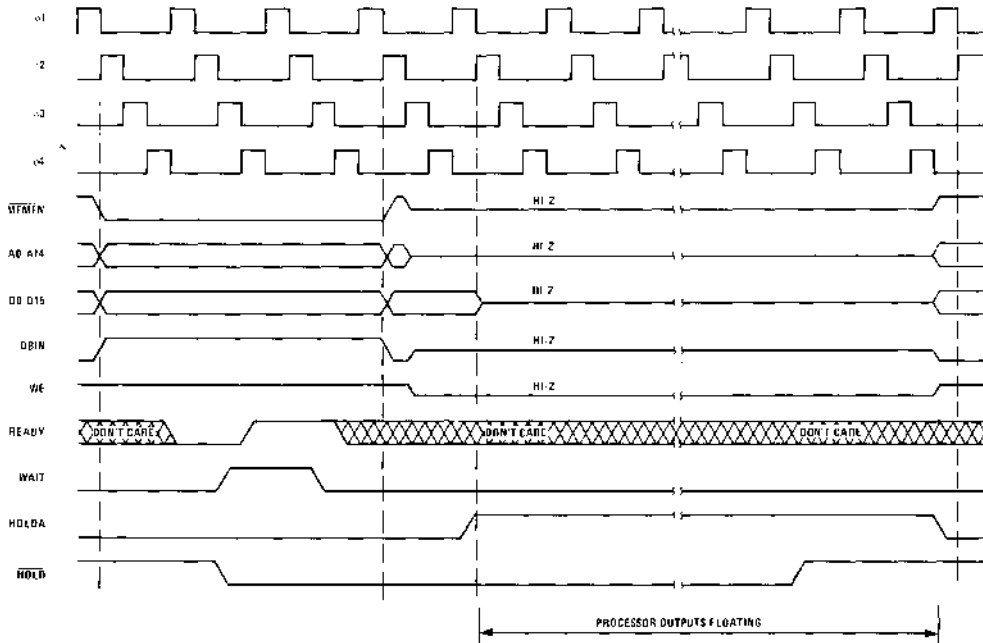 φ1
φ2
φ3
φ4
MEMEN
HI-Z
A0 A14
HI-Z
D0 D15
HI-Z
DBIN
HI-Z
WE
HI-Z
READY
DON'T CARE
DON'T CARE
DON'T CARE
WAIT
HOLDA
HOLD
PROCESSOR OUTPUTS FLOATING